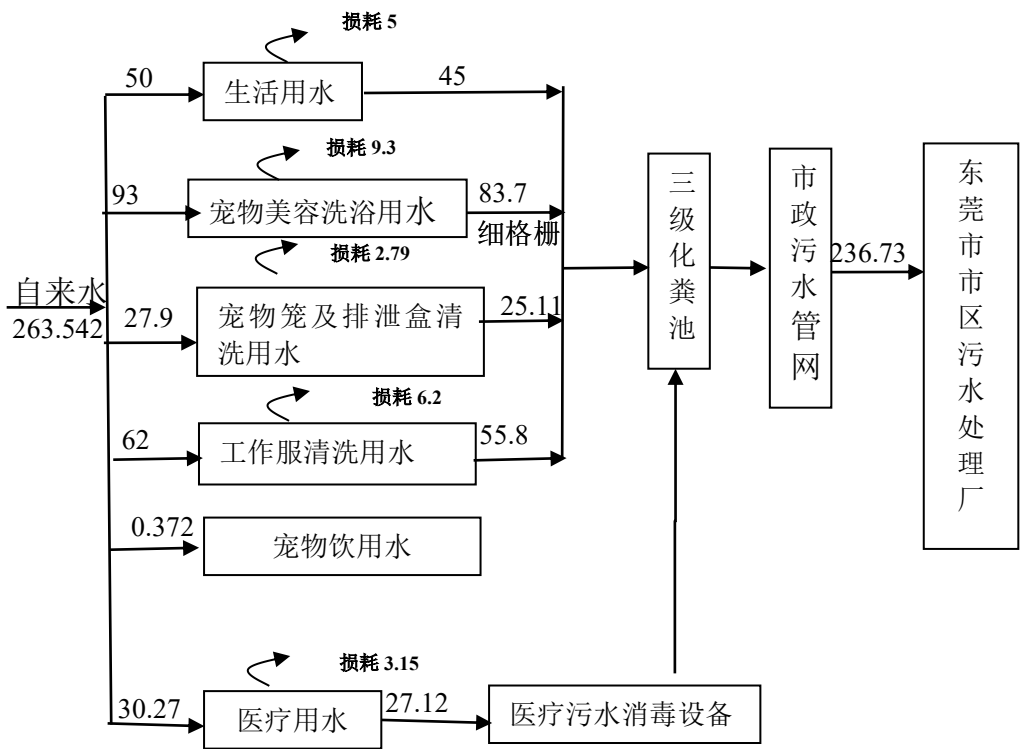 损耗 5
50
生活用水
45
损耗 9.3
93
宠物美容洗浴用水
83.7
细格栅
损耗 2.79
自来水
263.542
27.9
宠物笼及排泄盒清
洗用水
25.11
损耗 6.2
62
工作服清洗用水
55.8
0.372
宠物饮用水
损耗 3.15
30.27
医疗用水
27.12
医疗污水消毒设备
三级化粪池
市政污水管网
236.73
东莞市市区污水处理厂